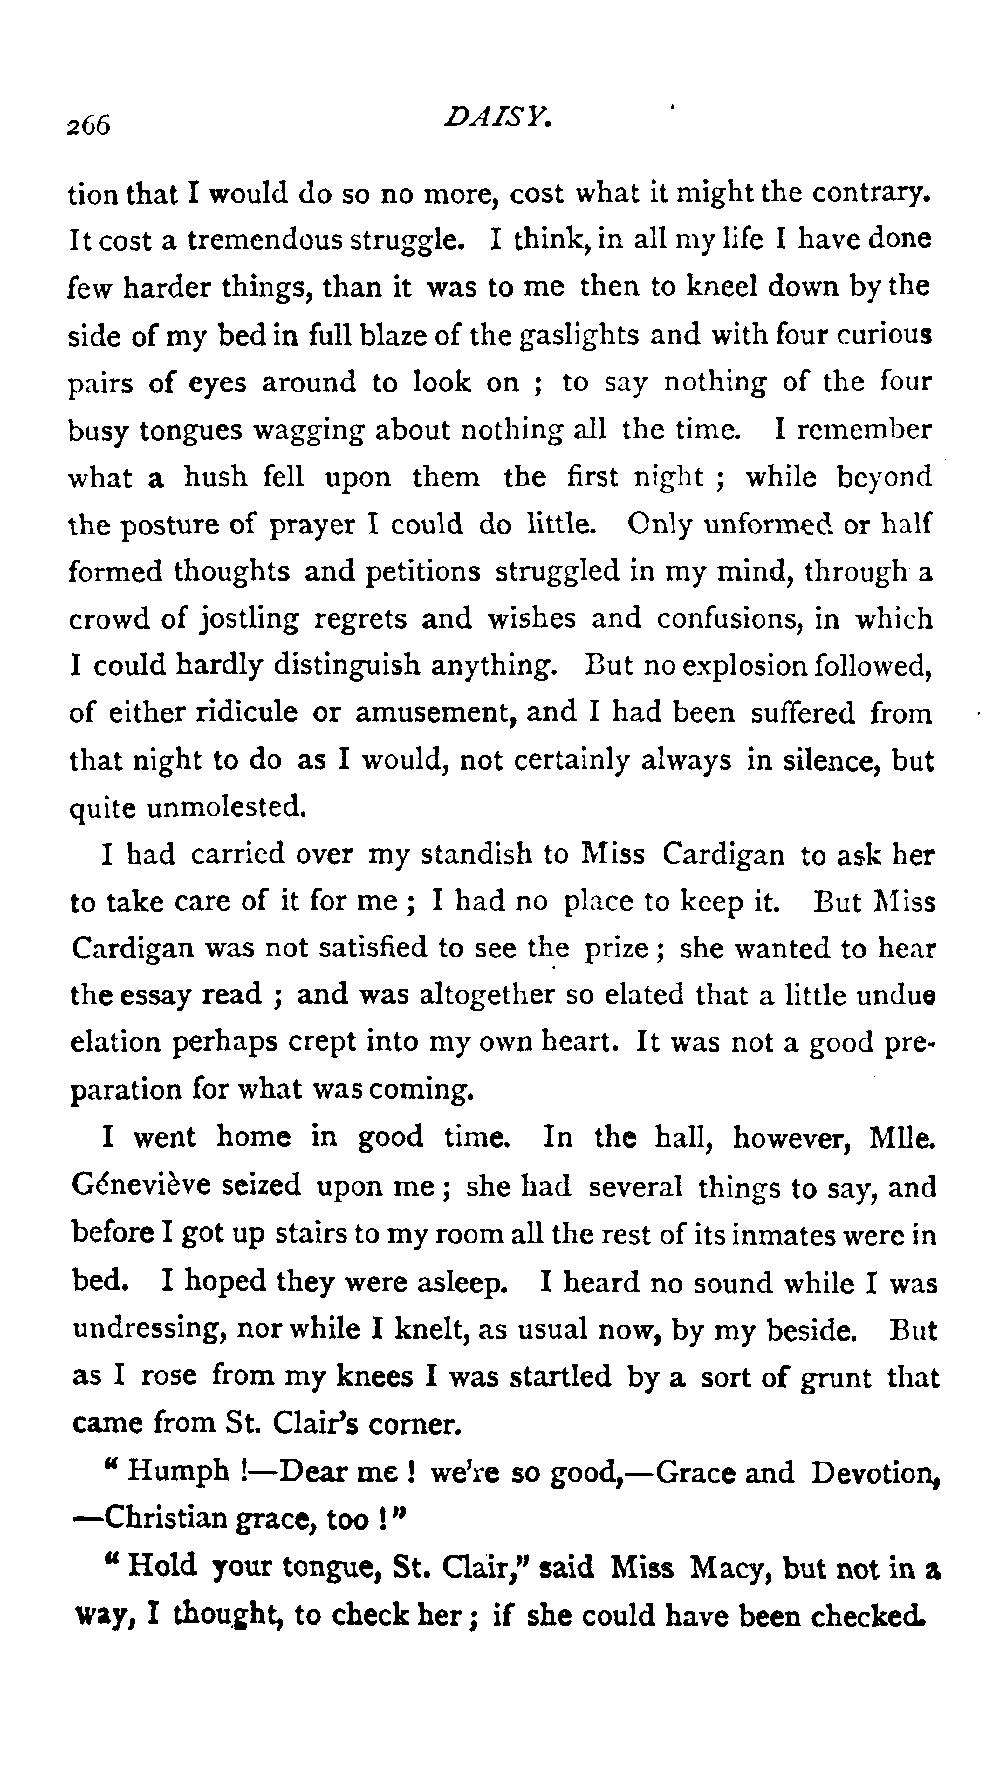 266
DAISY.
tion that I would do so no more, cost what it might the contrary.
It cost a tremendous struggle. I think, in all my life I have done
few harder things, than it was to me then to kneel down by the
side of my bed in full blaze of the gaslights and with four curious
pairs of eyes around to look on ; to say nothing of the four
busy tongues wagging about nothing all the time. I remember
what a hush fell upon them the first night ; while beyond
the posture of prayer I could do little. Only unformed or half
formed thoughts and petitions struggled in my mind, through a
crowd of jostling regrets and wishes and confusions, in which
I could hardly distinguish anything. But no explosion followed,
of either ridicule or amusement, and I had been suffered from
that night to do as I would, not certainly always in silence, but
quite unmolested.
I had carried over my standish to Miss Cardigan to ask her
to take care of it for me ; I had no place to keep it. But Miss
Cardigan was not satisfied to see the prize ; she wanted to hear
the essay read ; and was altogether so elated that a little undue
elation perhaps crept into my own heart. It was not a good pre-
paration for what was coming.
I went home in good time. In the hall, however, Mlle.
Géneviève seized upon me ; she had several things to say, and
before I got up stairs to my room all the rest of its inmates were in
bed. I hoped they were asleep. I heard no sound while I was
undressing, nor while I knelt, as usual now, by my beside. But
as I rose from my knees I was startled by a sort of grunt that
came from St. Clair's corner.
" Humph !—Dear me ! we're so good,—Grace and Devotion,
—Christian grace, too ! "
" Hold your tongue, St. Clair," said Miss Macy, but not in a
way, I thought, to check her ; if she could have been checked.